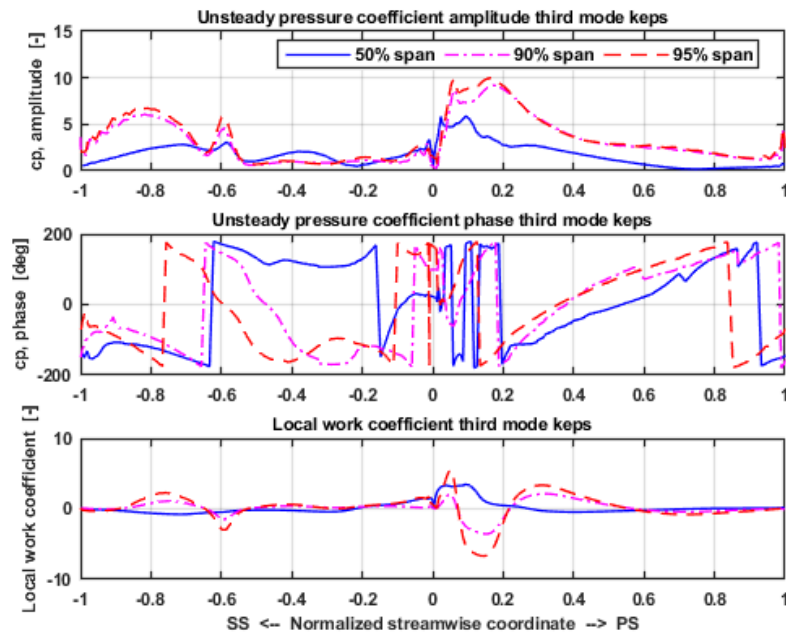 Unsteady pressure coefficient amplitude third mode keps
50% span 90% span 95% span
cp, amplitude [-]
15
10
5
0
-1 -0.8 -0.6 -0.4 -0.2 0 0.2 0.4 0.6 0.8 1
Unsteady pressure coefficient phase third mode keps
cp, phase [deg]
200
0
-200
-1 -0.8 -0.6 -0.4 -0.2 0 0.2 0.4 0.6 0.8 1
Local work coefficient third mode keps
Local work coefficient [-]
10
0
-10
-1 -0.8 -0.6 -0.4 -0.2 0 0.2 0.4 0.6 0.8 1
SS <-- Normalized streamwise coordinate --> PS